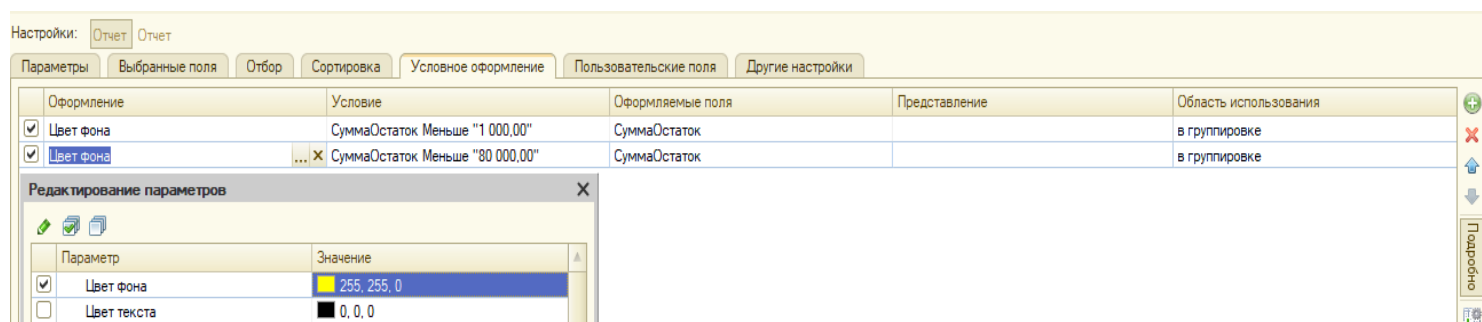 Настройки: Отчет Отчет
Параметры Выбранные поля Отбор Сортировка Условное оформление Пользовательские поля Другие настройки
Оформление Условие Оформляемые поля Представление Область использования
Цвет фона СуммаОстаток Меньше "1 000,00" СуммаОстаток в группировке
Цвет фона ... x СуммаОстаток Меньше "80 000,00" СуммаОстаток в группировке
Редактирование параметров X
Подробно
Параметр Значение
Цвет фона 255, 255, 0
Цвет текста 0, 0, 0